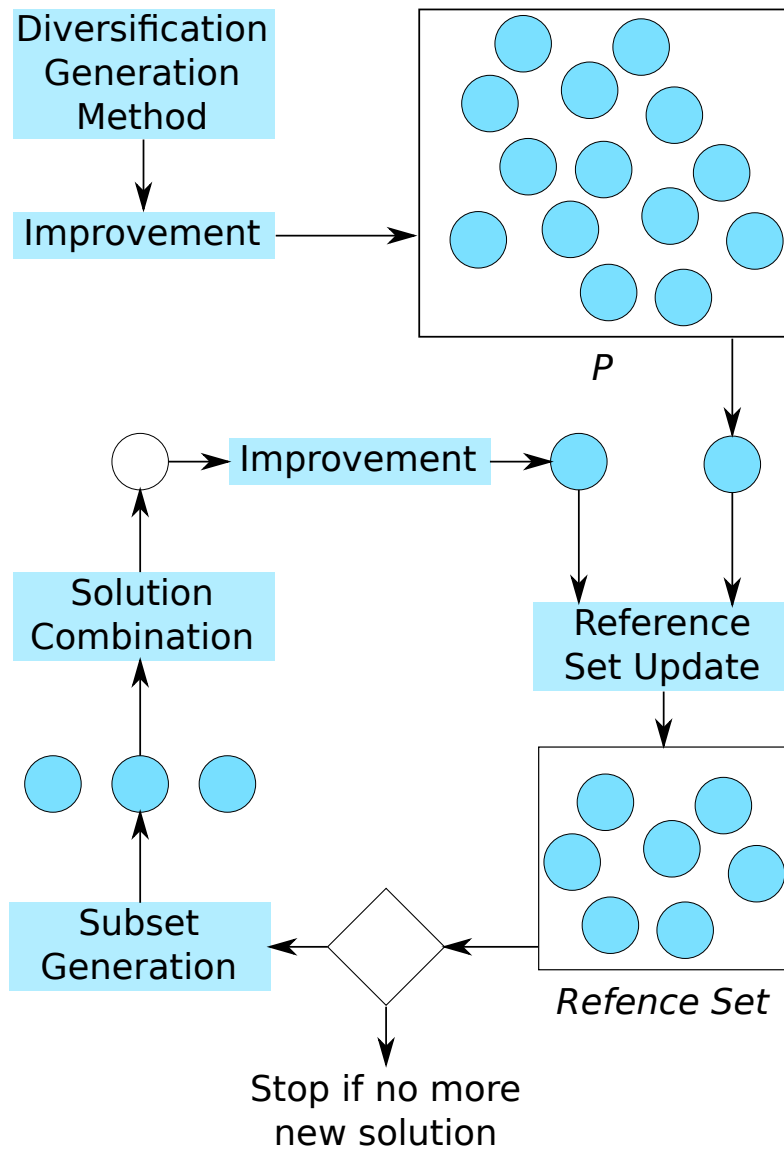 Diversification
Generation
Method
Improvement
P
Improvement
Solution
Combination
Reference
Set Update
Subset
Generation
Refence Set
Stop if no more
new solution